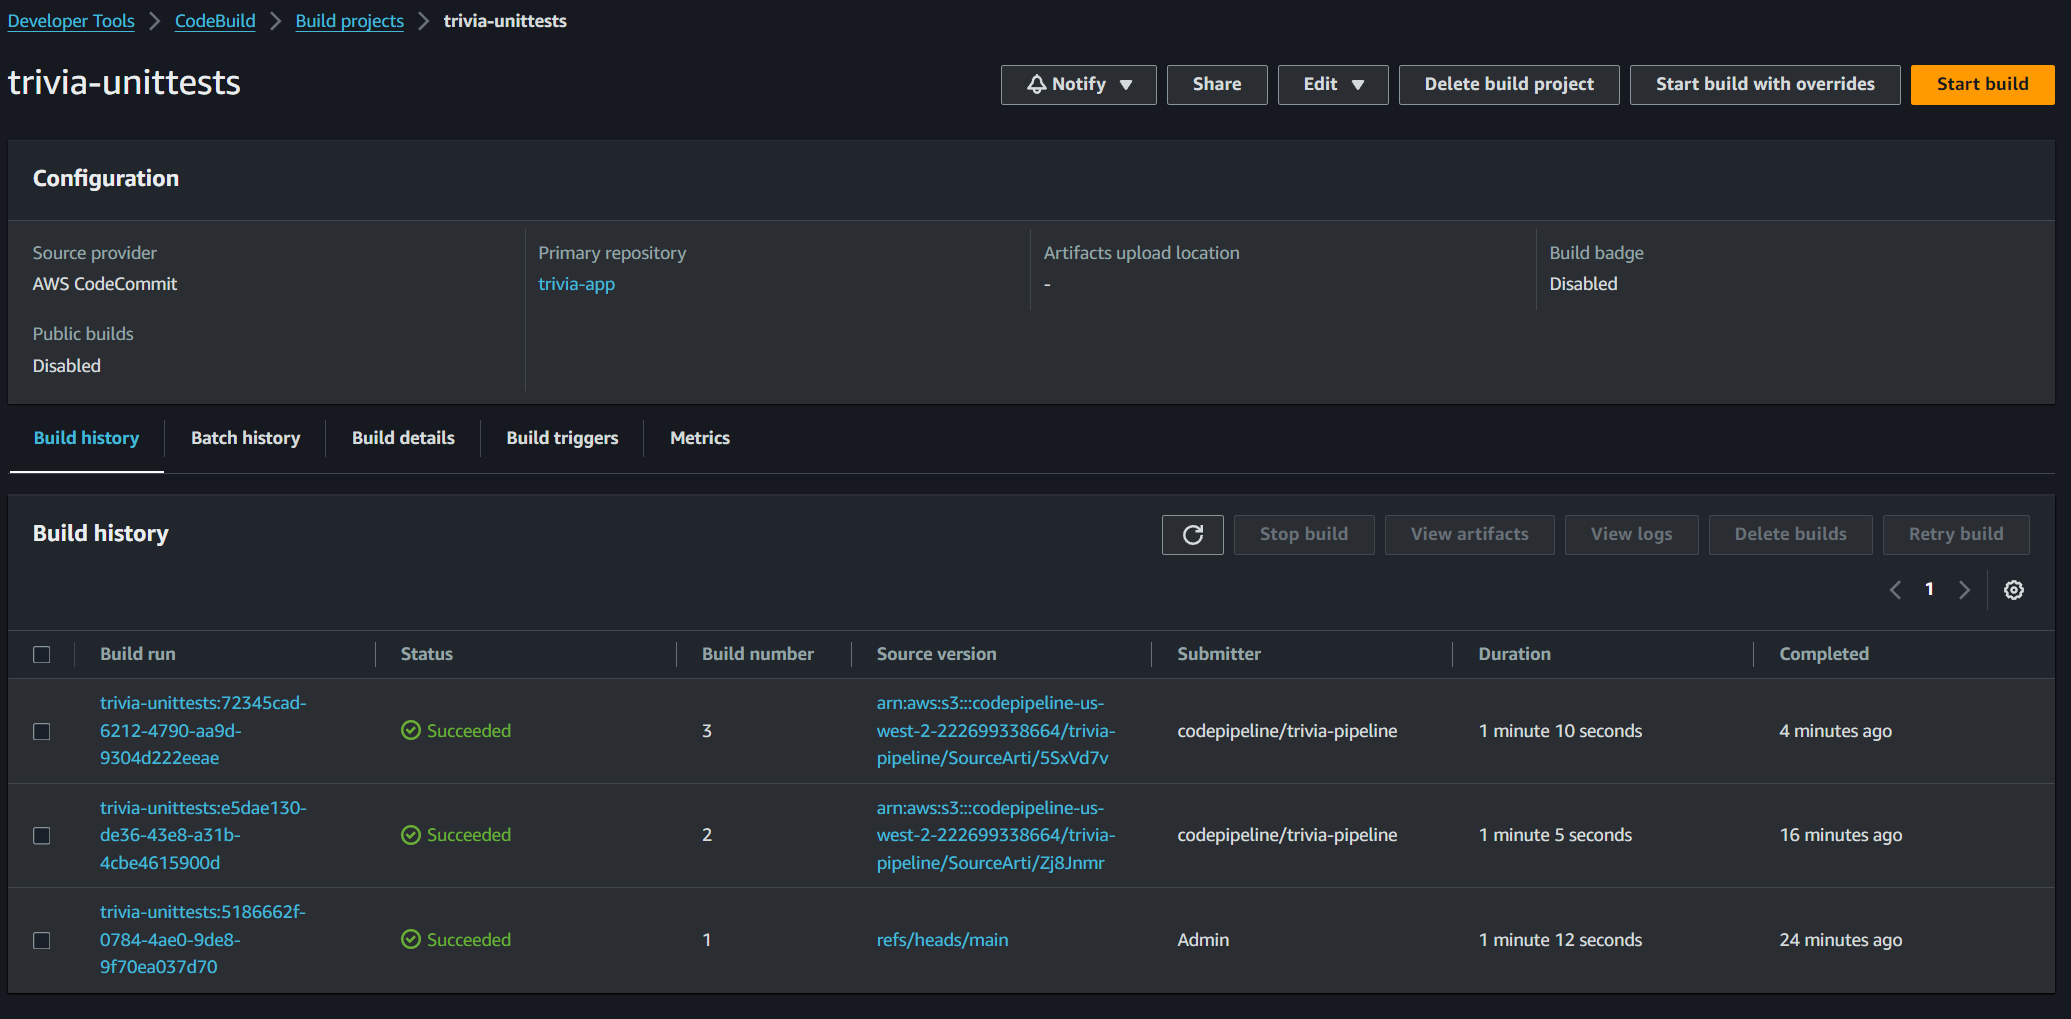 Developer Tools > CodeBuild > Build projects > trivia-unittests
trivia-unittests
Notify
Share
Edit
Delete build project
Start build with overrides
Start build
Configuration
Source provider
AWS CodeCommit
Primary repository
trivia-app
Artifacts upload location
-
Build badge
Disabled
Public builds
Disabled
Build history
Batch history
Build details
Build triggers
Metrics
Build history
Stop build
View artifacts
View logs
Delete builds
Retry build
1
Build run
Status
Build number
Source version
Submitter
Duration
Completed
trivia-unittests:72345cad-
6212-4790-aa9d-
9304d222eeae
Succeeded
3
arn:aws:s3:::codepipeline-us-
west-2-222699338664/trivia-
pipeline/SourceArti/5SxVd7v
codepipeline/trivia-pipeline
1 minute 10 seconds
4 minutes ago
trivia-unittests:e5dae130-
de36-43e8-a31b-
4cbe4615900d
Succeeded
2
arn:aws:s3:::codepipeline-us-
west-2-222699338664/trivia-
pipeline/SourceArti/Zj8Jnmr
codepipeline/trivia-pipeline
1 minute 5 seconds
16 minutes ago
trivia-unittests:5186662f-
0784-4ae0-9de8-
9f70ea037d70
Succeeded
1
refs/heads/main
Admin
1 minute 12 seconds
24 minutes ago